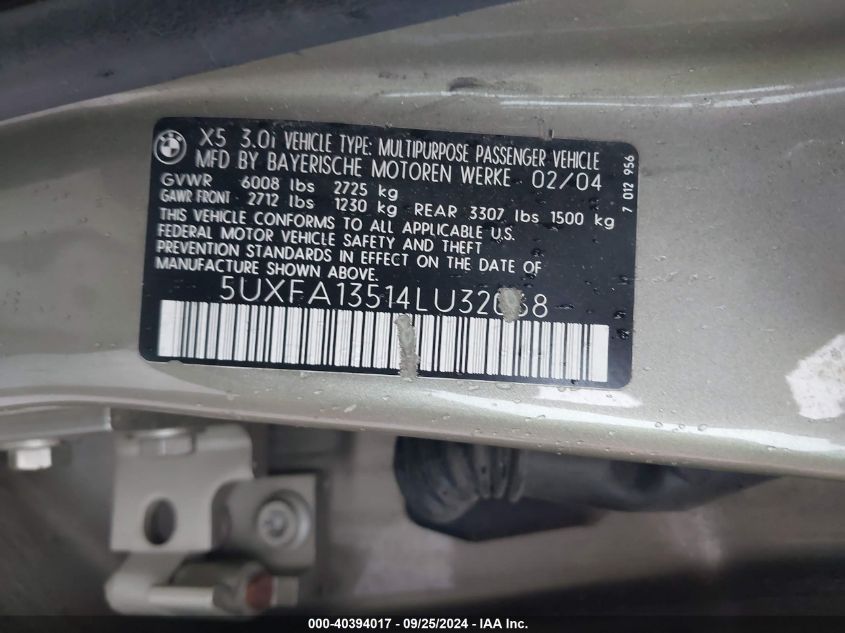 X5 3.0i VEHICLE TYPE: MULTIPURPOSE PASSENGER VEHICLE
MFD BY BAYERISCHE MOTOREN WERKE 02/04
GVWR 6008 lbs 2725 kg
GAWR FRONT 2712 lbs 1230 kg REAR 3307 lbs 1500 kg
THIS VEHICLE CONFORMS TO ALL APPLICABLE U.S.
FEDERAL MOTOR VEHICLE SAFETY AND THEFT
PREVENTION STANDARDS IN EFFECT ON THE DATE OF
MANUFACTURE SHOWN ABOVE.
5UXFA13514LU32068
7 012 956
000-40394017 - 09/25/2024 - IAA Inc.